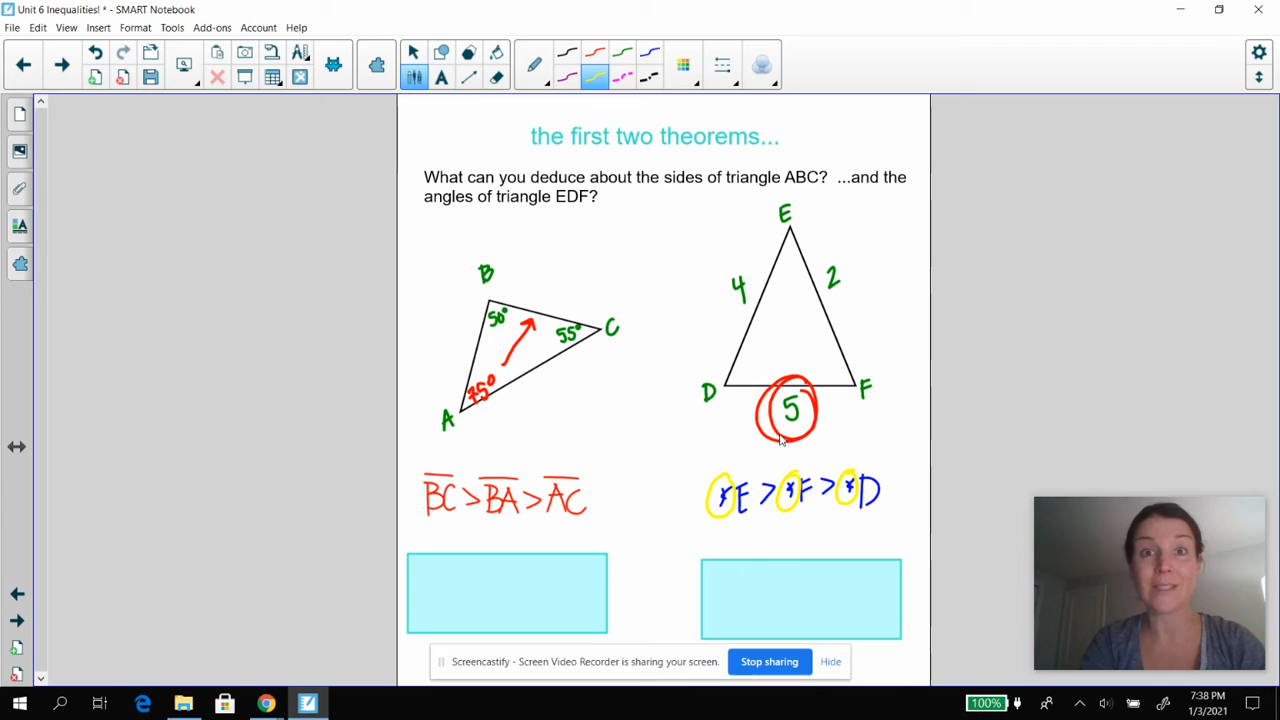 Unit 6 Inequalities! * - SMART Notebook
File Edit View Insert Format Tools Add-ons Account Help
the first two theorems...
What can you deduce about the sides of triangle ABC? ...and the
angles of triangle EDF?
E
B
4 2
50°
55° C
75°
A
D F
5
BC > BA > AC
*E > *F > *D
Screencastify - Screen Video Recorder is sharing your screen. Stop sharing Hide
100%
7:38 PM
1/3/2021